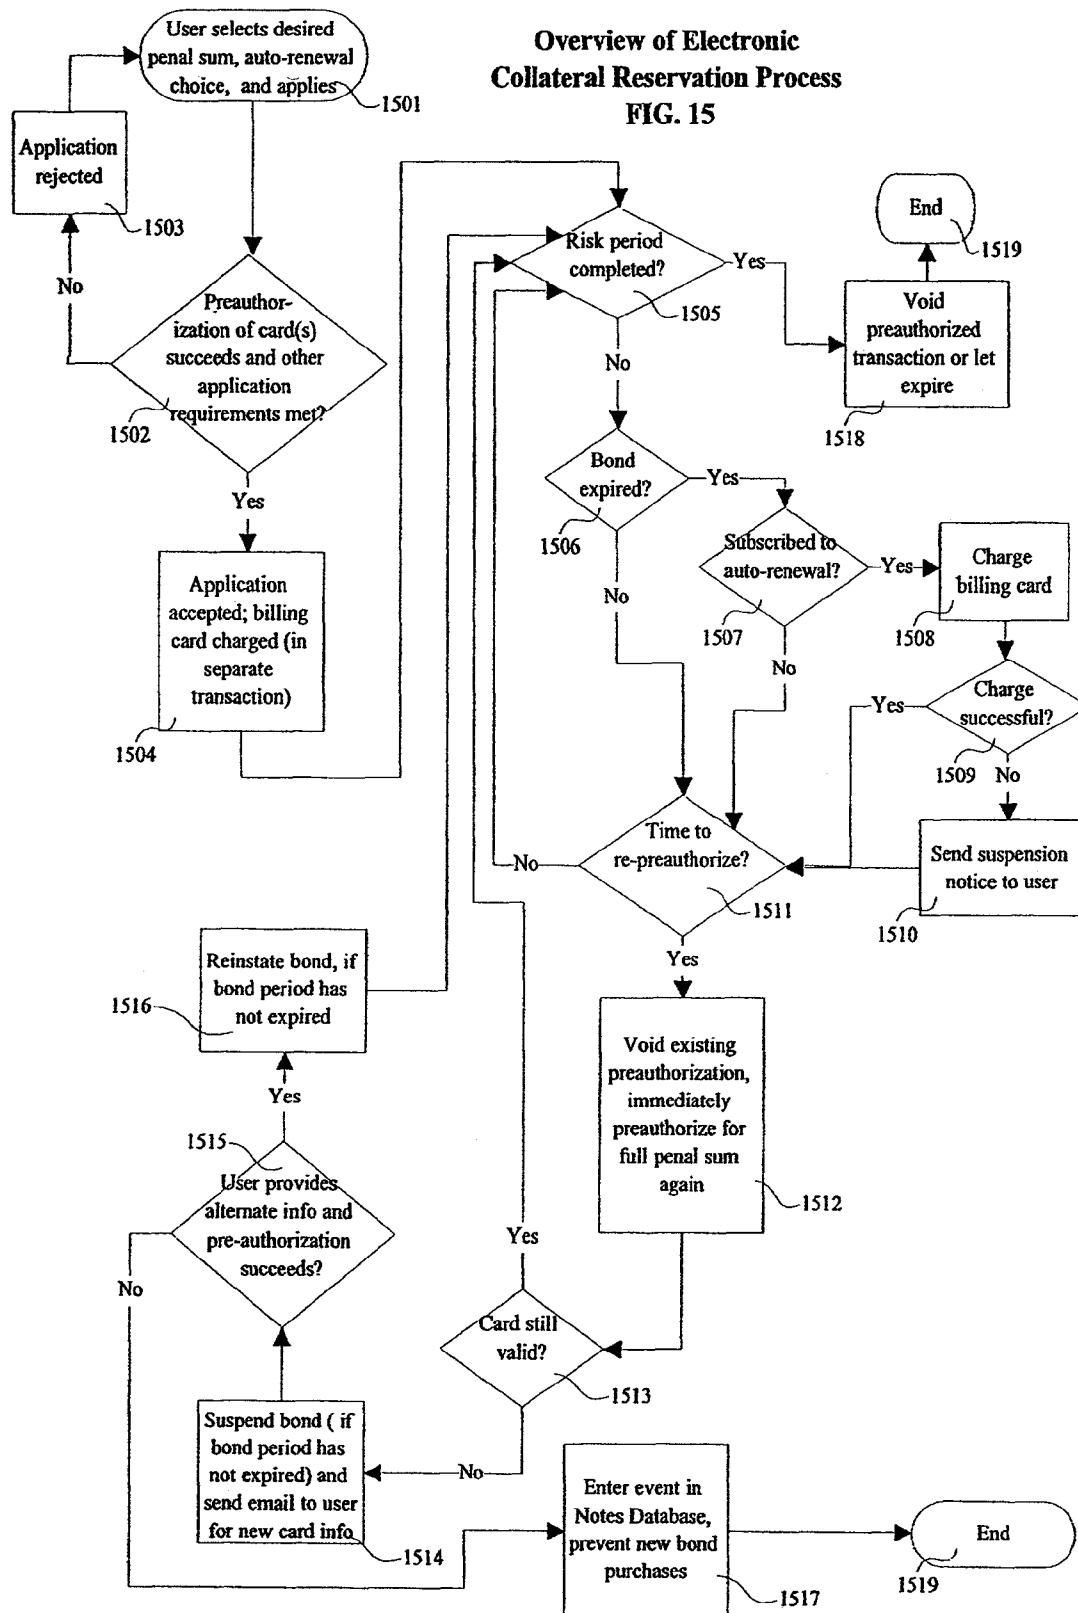 Overview of Electronic
Collateral Reservation Process
FIG. 15
User selects desired
penal sum, auto-renewal
choice, and applies
1501
Application
rejected
1503
No
Preauthor-
ization of card(s)
succeeds and other
application
requirements met?
1502
Yes
Application
accepted; billing
card charged (in
separate
transaction)
1504
Risk period
completed?
1505
Yes
End
1519
Void
preauthorized
transaction or let
expire
1518
No
Bond
expired?
1506
Yes
Subscribed to
auto-renewal?
1507
Yes
Charge
billing card
1508
No
No
Charge
successful?
1509
Yes
No
Send suspension
notice to user
1510
Time to
re-preauthorize?
1511
No
Yes
Void existing
preauthorization,
immediately
preauthorize for
full penal sum
again
1512
Card still
valid?
1513
Yes
No
Suspend bond ( if
bond period has
not expired) and
send email to user
for new card info
1514
User provides
alternate info and
pre-authorization
succeeds?
1515
Yes
Reinstate bond, if
bond period has
not expired
1516
No
Enter event in
Notes Database,
prevent new bond
purchases
1517
End
1519